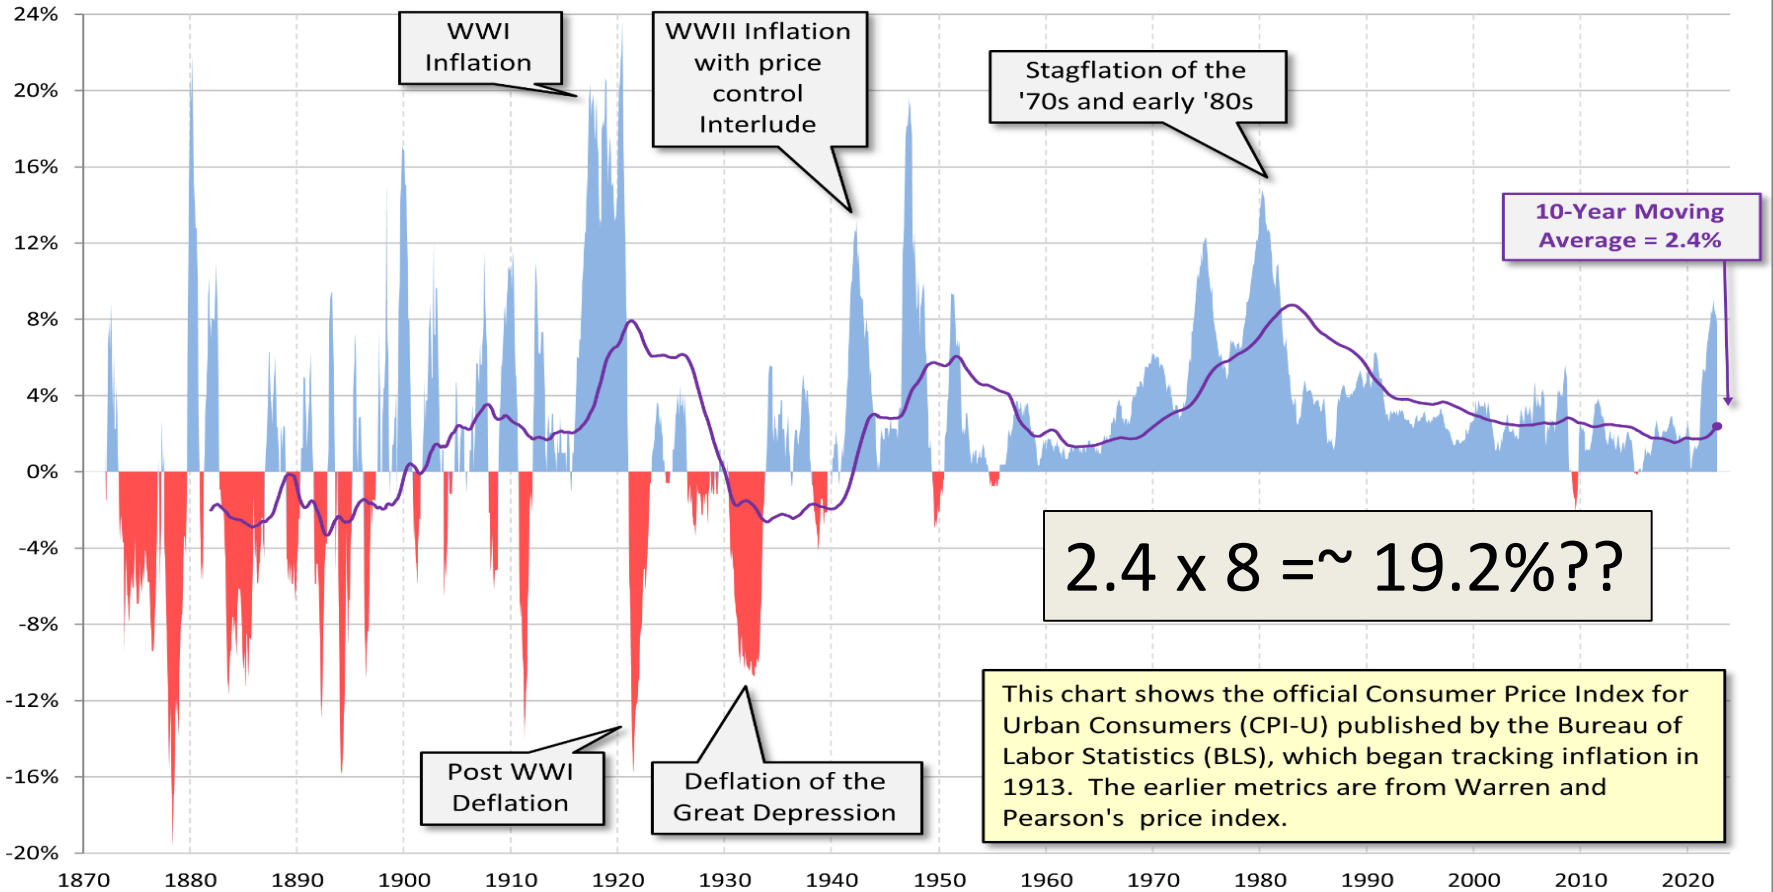 24%
20%
16%
12%
8%
4%
0%
-4%
-8%
-12%
-16%
-20%
WWI
Inflation
WWII Inflation
with price
control
Interlude
Stagflation of the
'70s and early '80s
10-Year Moving
Average = 2.4%
2.4 x 8 =~ 19.2%??
Post WWI
Deflation
Deflation of the
Great Depression
This chart shows the official Consumer Price Index for
Urban Consumers (CPI-U) published by the Bureau of
Labor Statistics (BLS), which began tracking inflation in
1913.  The earlier metrics are from Warren and
Pearson's  price index.
1870 1880 1890 1900 1910 1920 1930 1940 1950 1960 1970 1980 1990 2000 2010 2020